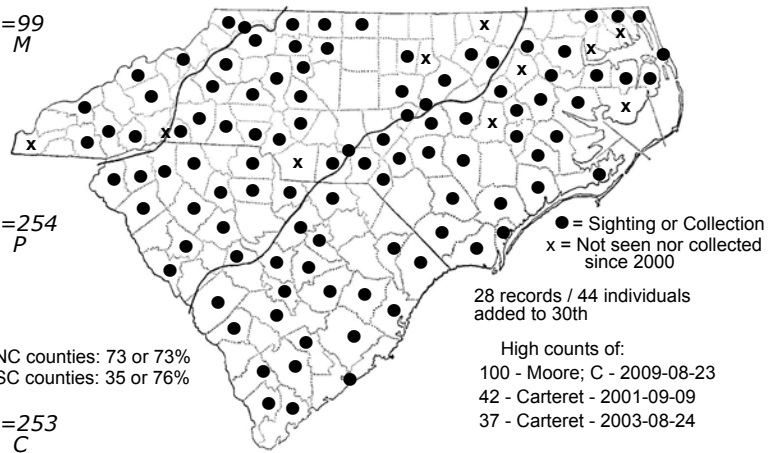 =99
M
=254
P
● = Sighting or Collection
x = Not seen nor collected
since 2000
28 records / 44 individuals
added to 30th
NC counties: 73 or 73%
SC counties: 35 or 76%
High counts of:
100 - Moore; C - 2009-08-23
42 - Carteret - 2001-09-09
37 - Carteret - 2003-08-24
=253
C